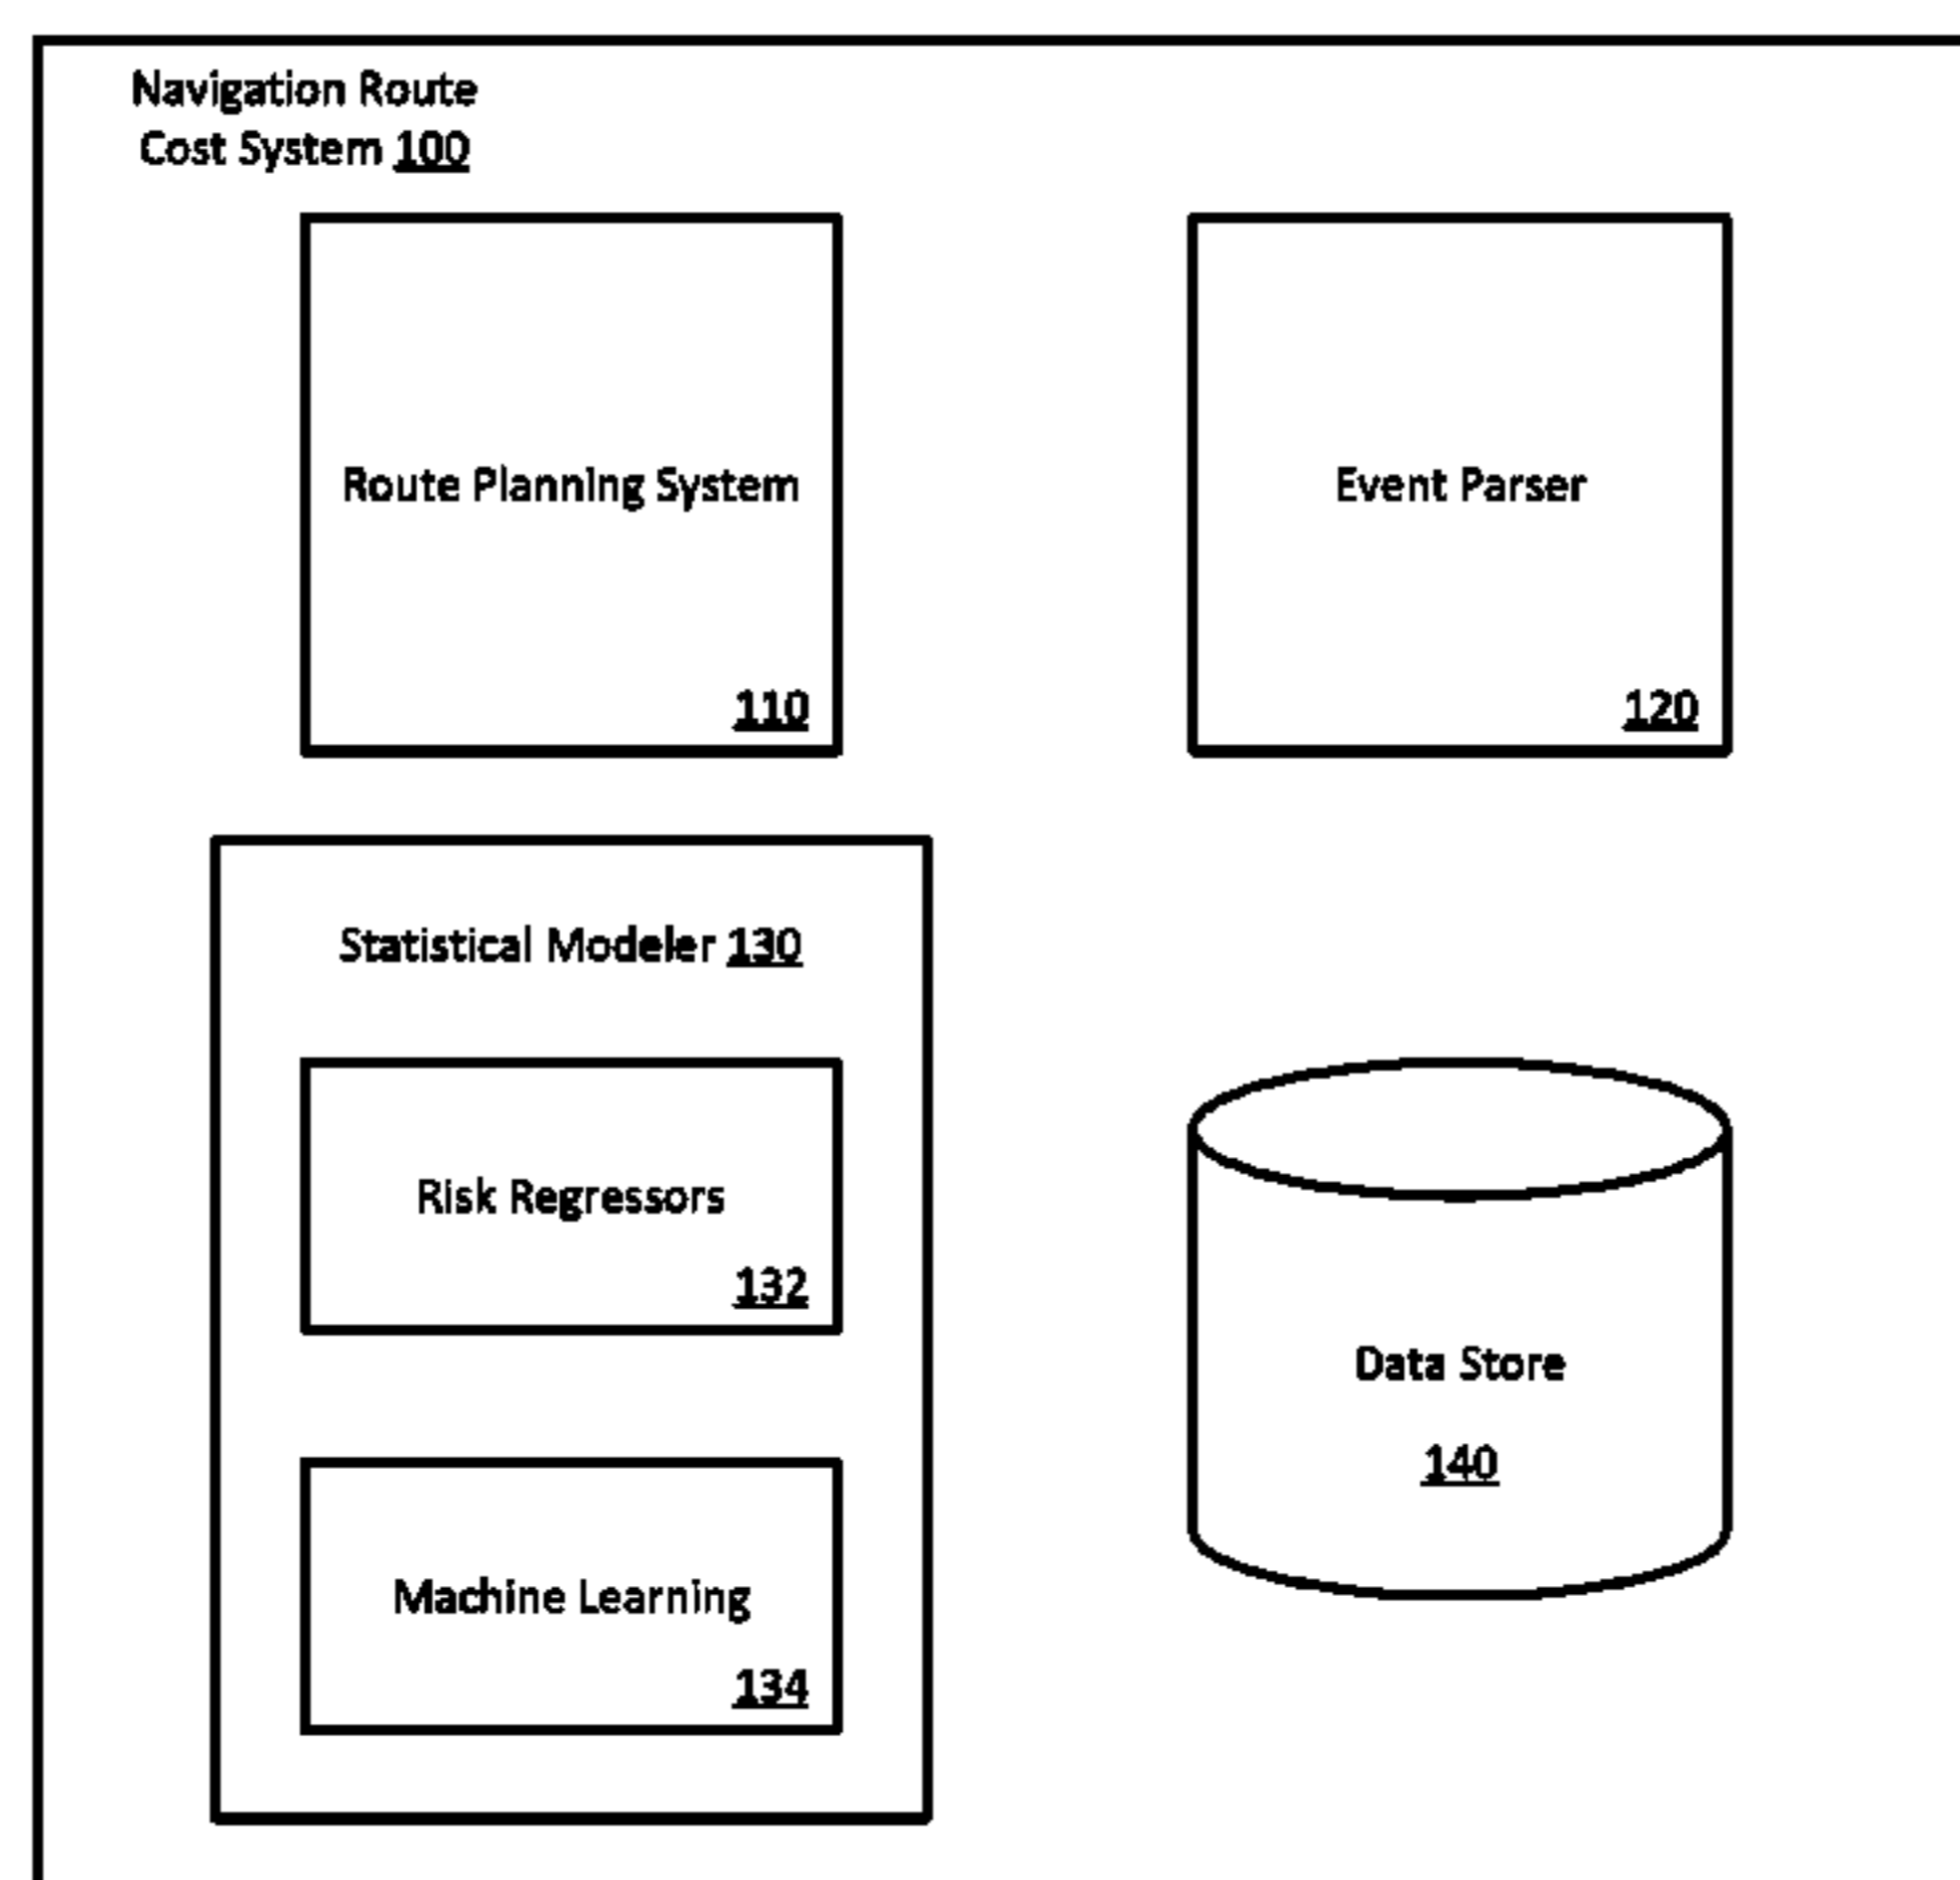 Navigation Route
Cost System 100
Route Planning System
110
Event Parser
120
Statistical Modeler 130
Risk Regressors
132
Machine Learning
134
Data Store
140